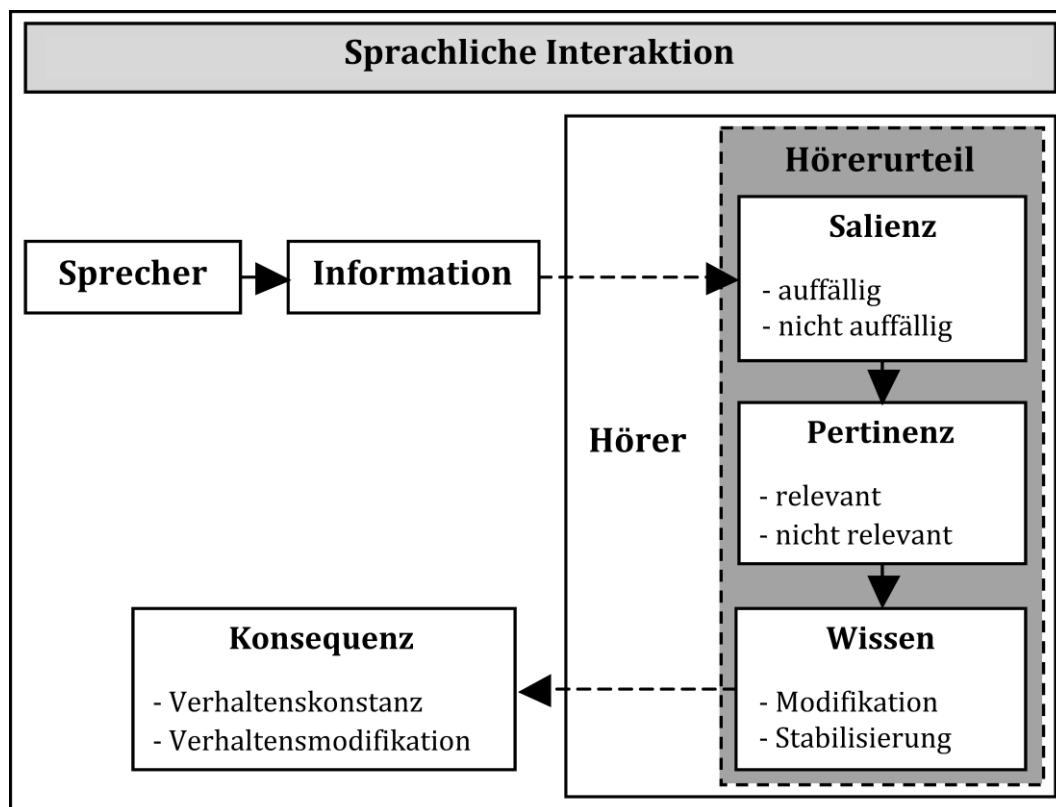 Sprachliche Interaktion
Sprecher
Information
Hörer
Hörerurteil
Salienz
- auffällig
- nicht auffällig
Pertinenz
- relevant
- nicht relevant
Wissen
- Modifikation
- Stabilisierung
Konsequenz
- Verhaltenskonstanz
- Verhaltensmodifikation